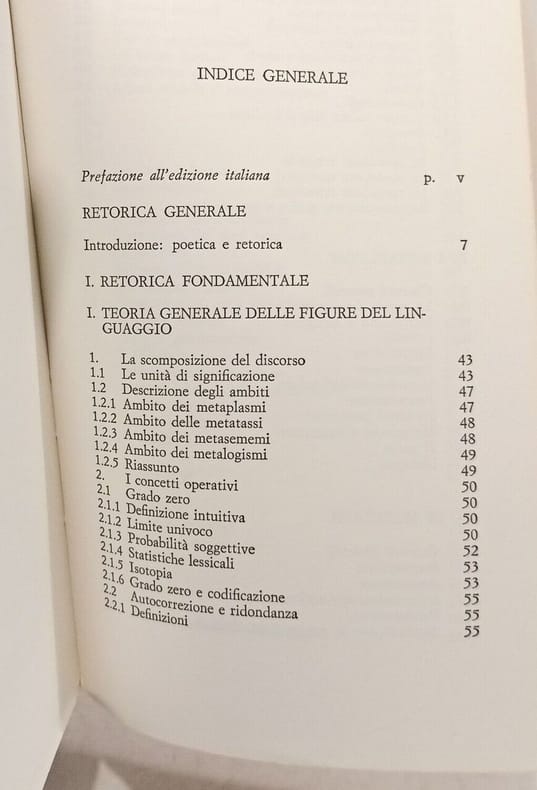 INDICE GENERALE
Prefazione all'edizione italiana p. v
RETORICA GENERALE
Introduzione: poetica e retorica 7
I. RETORICA FONDAMENTALE
I. TEORIA GENERALE DELLE FIGURE DEL LIN-
GUAGGIO
1. La scomposizione del discorso 43
1.1 Le unità di significazione 43
1.2 Descrizione degli ambiti 47
1.2.1 Ambito dei metaplasmi 47
1.2.2 Ambito delle metatassi 48
1.2.3 Ambito dei metasememi 48
1.2.4 Ambito dei metalogismi 49
1.2.5 Riassunto 49
2. I concetti operativi 50
2.1 Grado zero 50
2.1.1 Definizione intuitiva 50
2.1.2 Limite univoco 50
2.1.3 Probabilità soggettive 52
2.1.4 Statistiche lessicali 53
2.1.5 Isotopia 53
2.1.6 Grado zero e codificazione 55
2.2 Autocorrezione e ridondanza 55
2.2.1 Definizioni 55